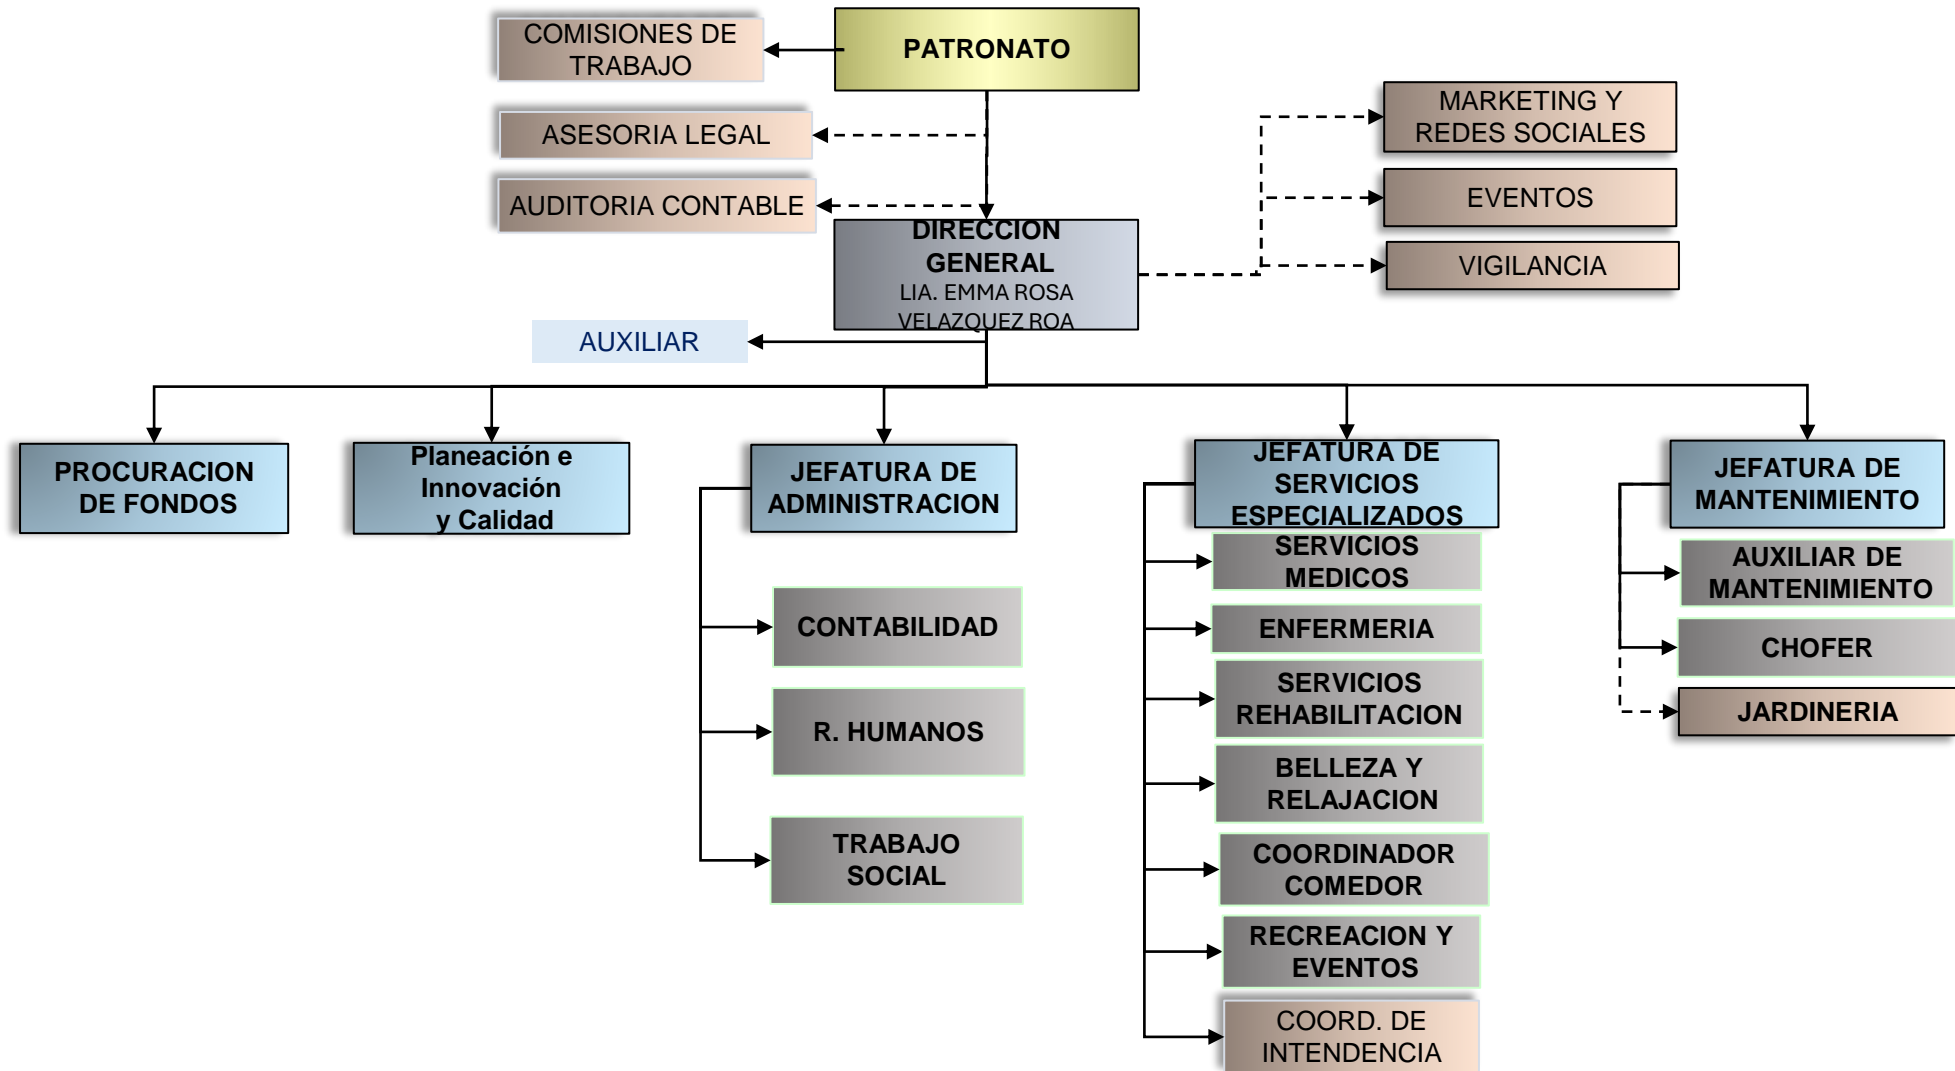 COMISIONES DE
TRABAJO
PATRONATO
ASESORIA LEGAL
AUDITORIA CONTABLE
MARKETING Y
REDES SOCIALES
EVENTOS
VIGILANCIA
DIRECCION
GENERAL
LIA. EMMA ROSA
VELAZQUEZ ROA
AUXILIAR
PROCURACION
DE FONDOS
Planeación e
Innovación
y Calidad
JEFATURA DE
ADMINISTRACION
CONTABILIDAD
R. HUMANOS
TRABAJO
SOCIAL
JEFATURA DE
SERVICIOS
ESPECIALIZADOS
SERVICIOS
MEDICOS
ENFERMERIA
SERVICIOS
REHABILITACION
BELLEZA Y
RELAJACION
COORDINADOR
COMEDOR
RECREACION Y
EVENTOS
COORD. DE
INTENDENCIA
JEFATURA DE
MANTENIMIENTO
AUXILIAR DE
MANTENIMIENTO
CHOFER
JARDINERIA